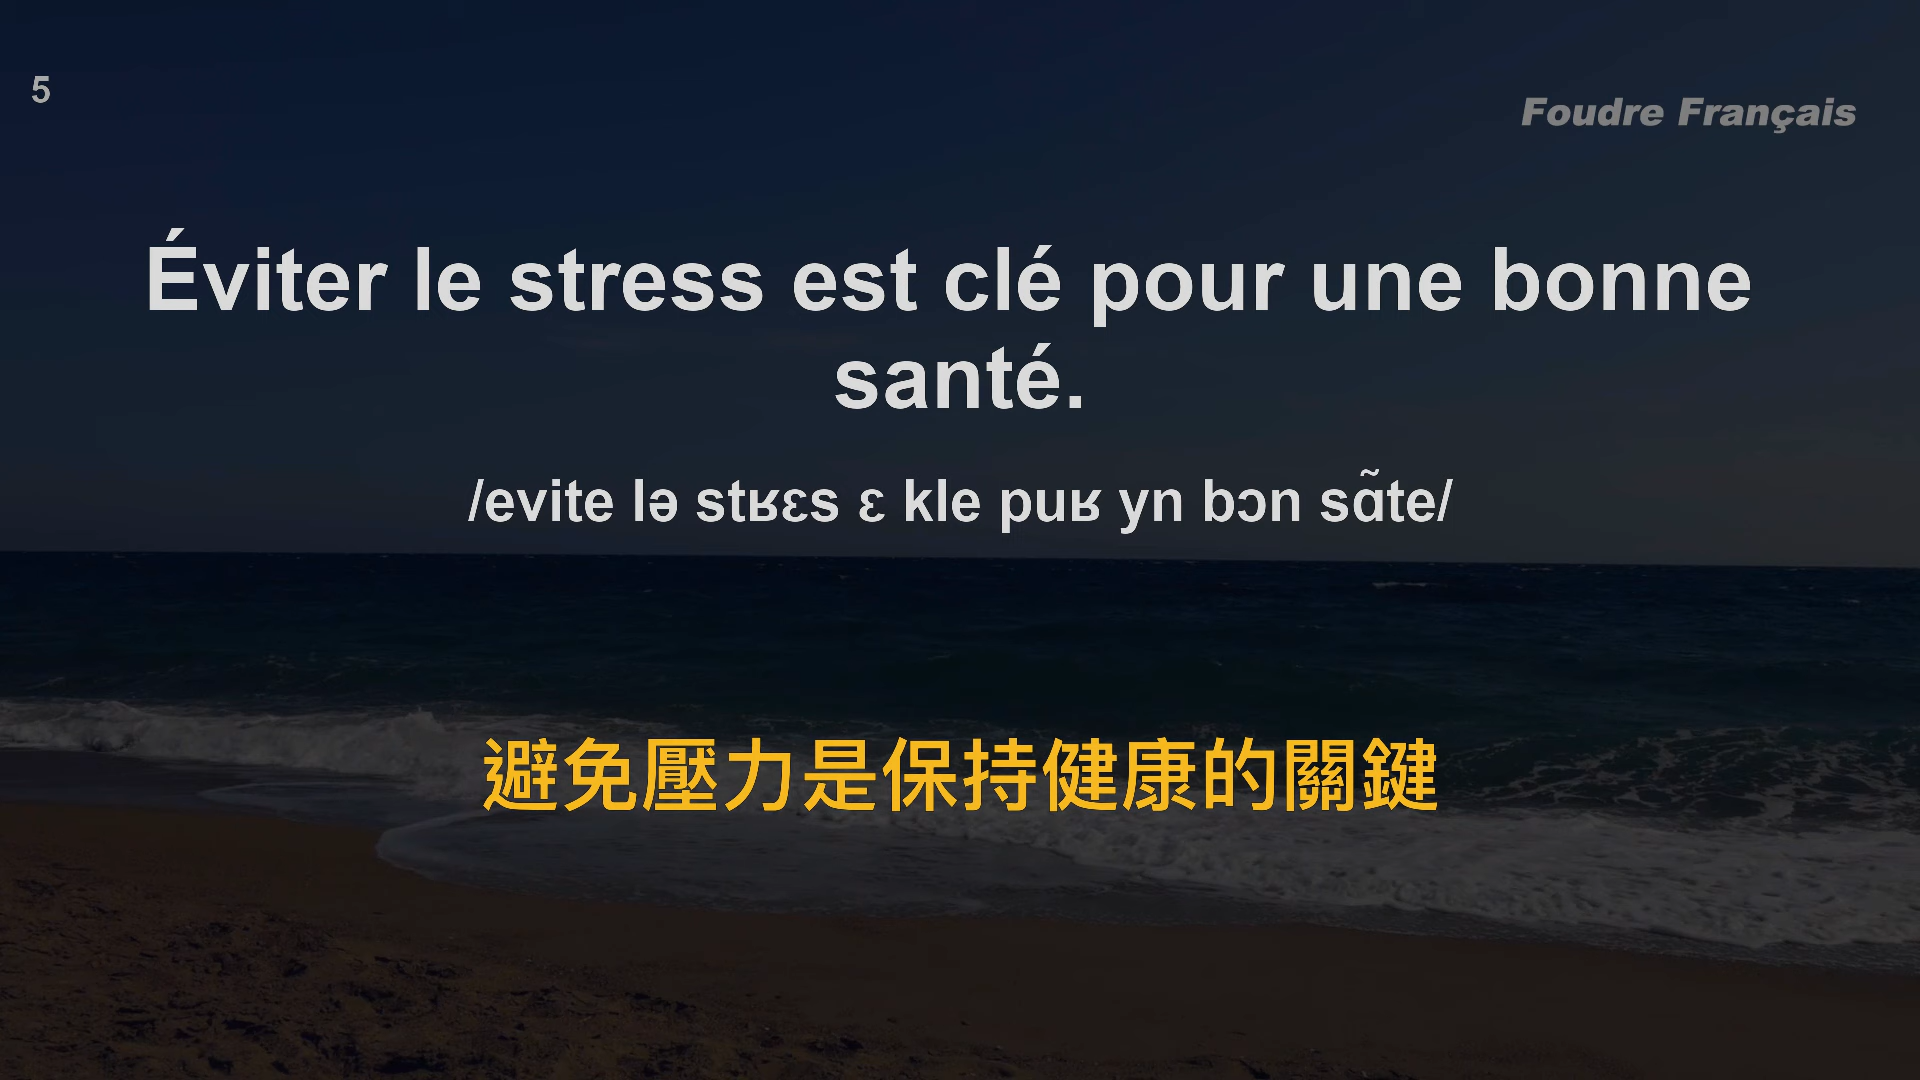 5
Foudre Français
Éviter le stress est clé pour une bonne
santé.
/evite lə stʁɛs ɛ kle puʁ yn bɔn sɑ̃te/
避免壓力是保持健康的關鍵